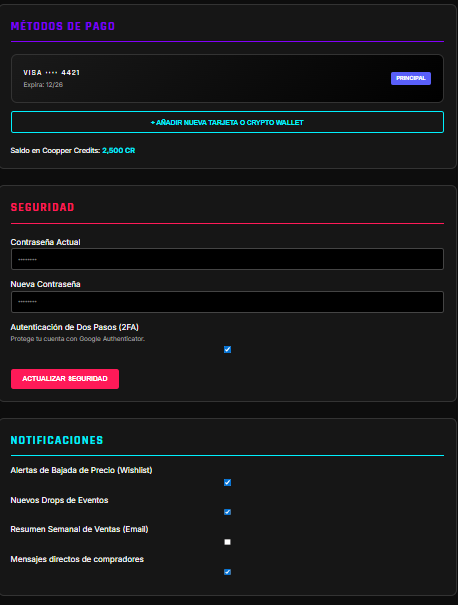 MÉTODOS DE PAGO
VISA •••• 4421
PRINCIPAL
Expira: 12/26
+ AÑADIR NUEVA TARJETA O CRYPTO WALLET
Saldo en Coopper Credits: 2,500 CR
SEGURIDAD
Contraseña Actual
••••••••
Nueva Contraseña
••••••••
Autenticación de Dos Pasos (2FA)
Protege tu cuenta con Google Authenticator.
ACTUALIZAR SEGURIDAD
NOTIFICACIONES
Alertas de Bajada de Precio (Wishlist)
Nuevos Drops de Eventos
Resumen Semanal de Ventas (Email)
Mensajes directos de compradores